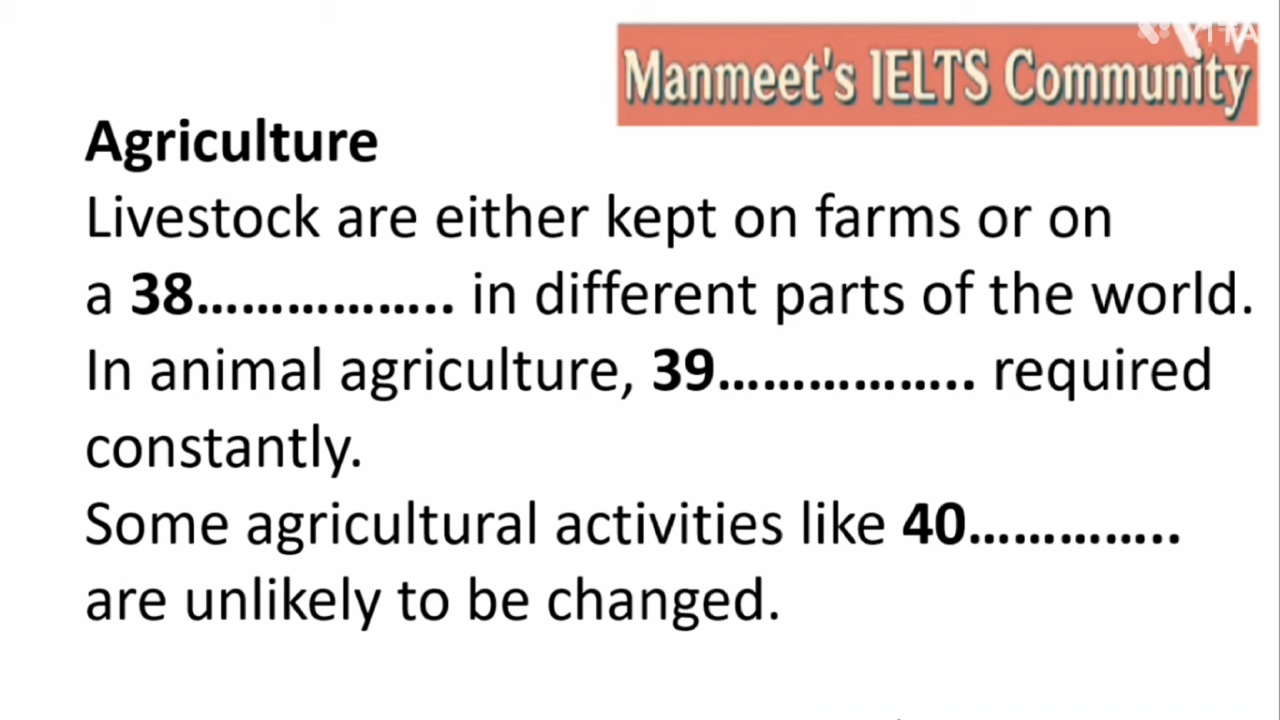 VITA
Manmeet's IELTS Community
Agriculture
Livestock are either kept on farms or on
a 38……………….. in different parts of the world.
In animal agriculture, 39……………….. required
constantly.
Some agricultural activities like 40…………...
are unlikely to be changed.